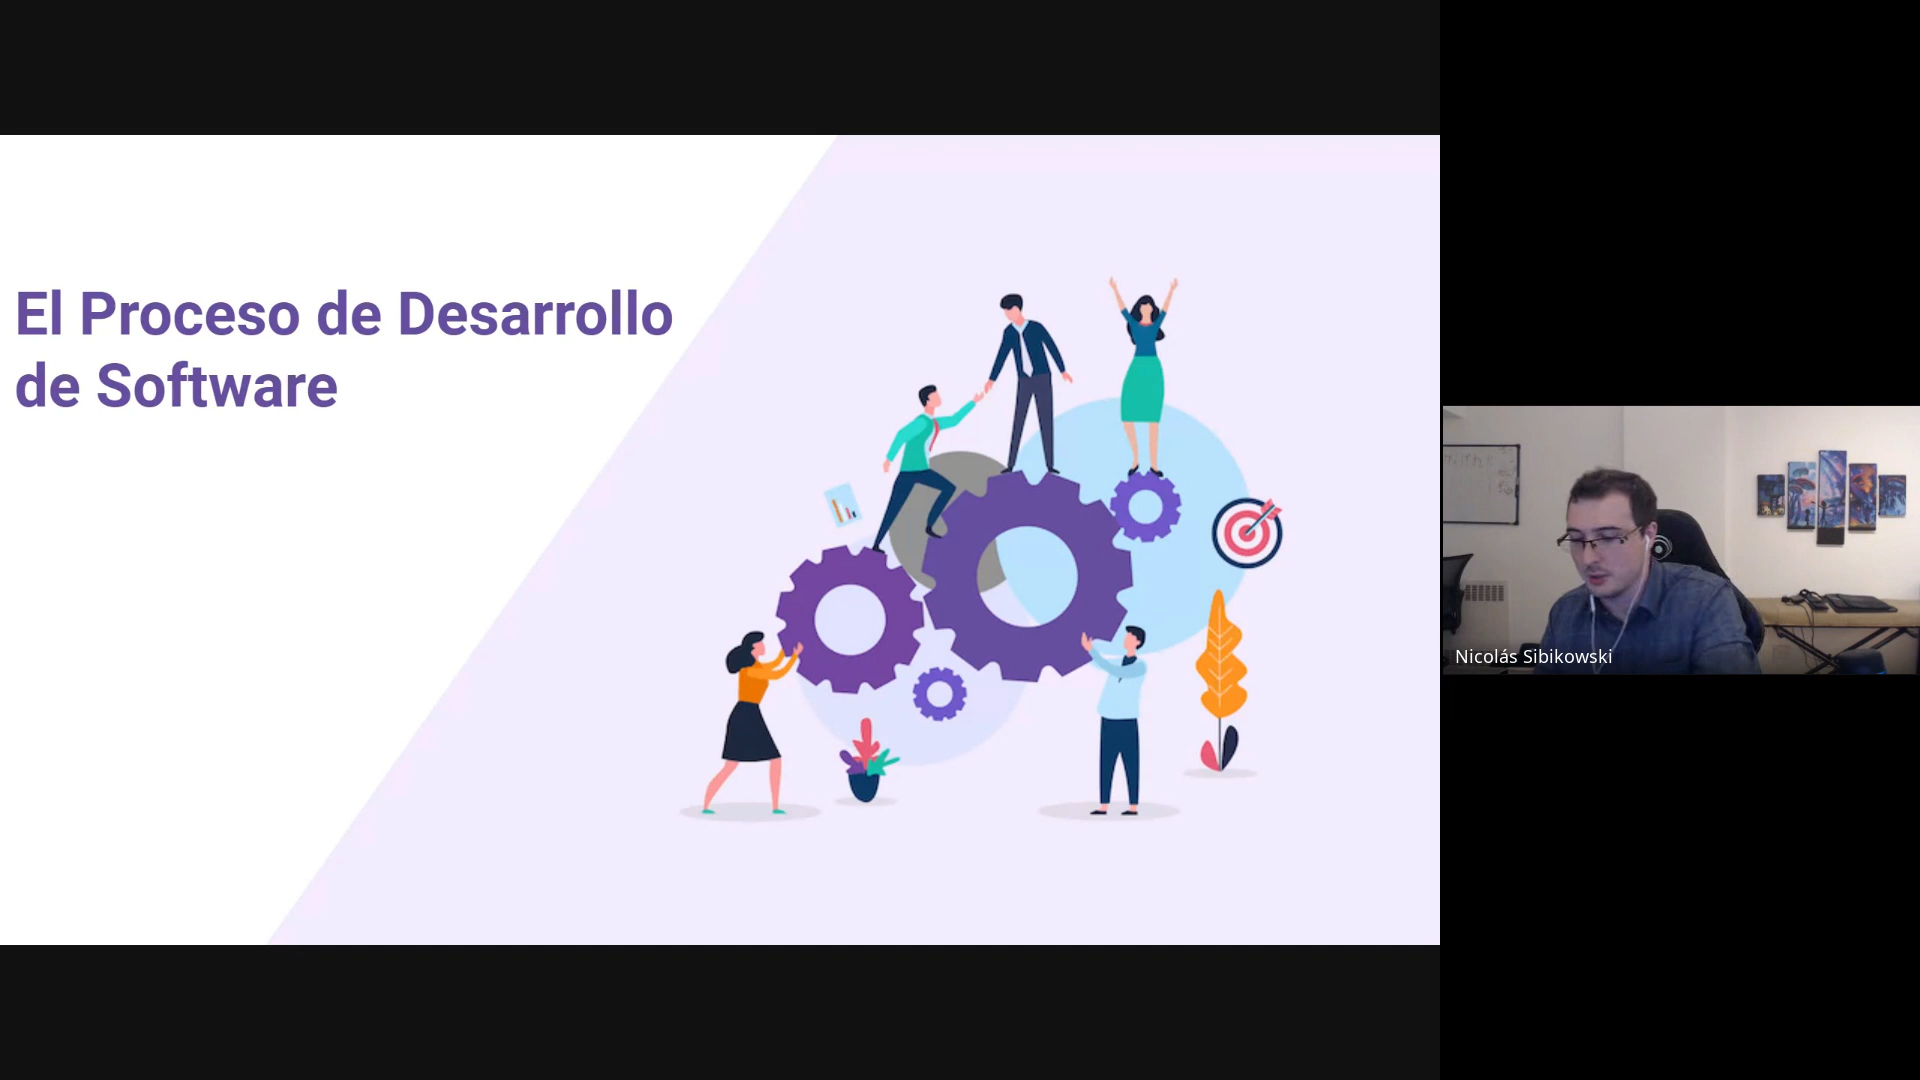 El Proceso de Desarrollo
de Software
Nicolás Sibikowski